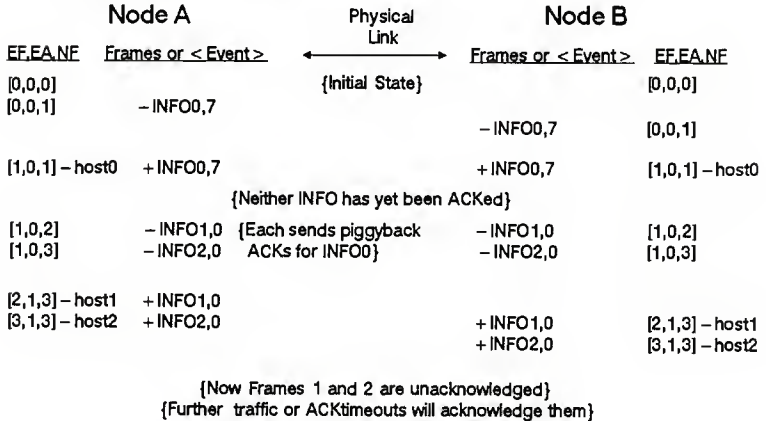 Node A Physical Node B
Link
EF,EA,NF Frames or < Event > Frames or < Event > EF,EA,NF
[0,0,0] {Initial State} [0,0,0]
[0,0,1] – INFO0,7
– INFO0,7 [0,0,1]
[1,0,1] – host0 + INFO0,7 + INFO0,7 [1,0,1] – host0
{Neither INFO has yet been ACKed}
[1,0,2] – INFO1,0 {Each sends piggyback – INFO1,0 [1,0,2]
[1,0,3] – INFO2,0 ACKs for INFO0} – INFO2,0 [1,0,3]
[2,1,3] – host1 + INFO1,0
[3,1,3] – host2 + INFO2,0
+ INFO1,0 [2,1,3] – host1
+ INFO2,0 [3,1,3] – host2
{Now Frames 1 and 2 are unacknowledged}
{Further traffic or ACKtimeouts will acknowledge them}